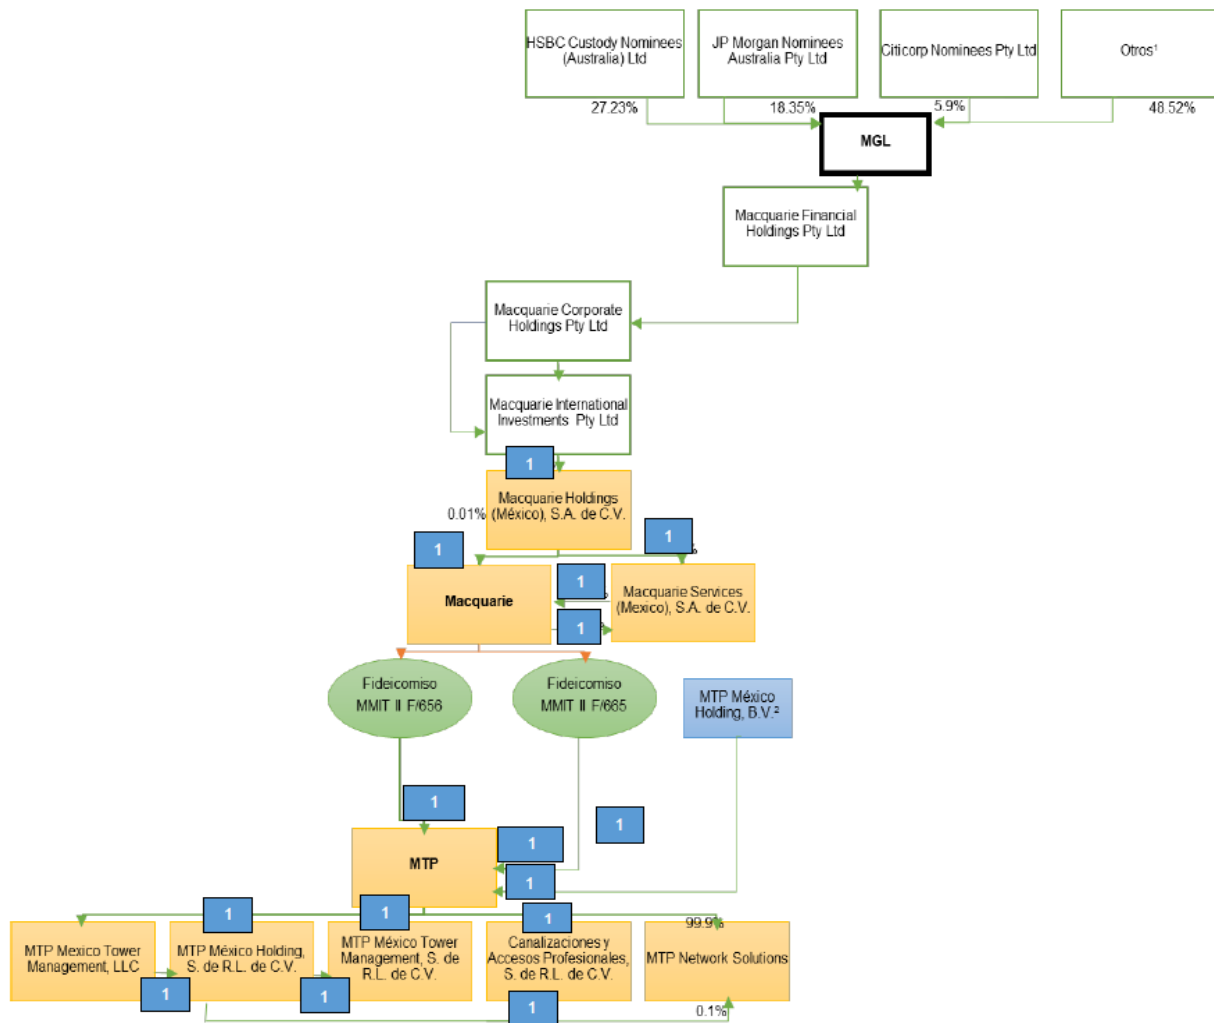 HSBC Custody Nominees
(Australia) Ltd
JP Morgan Nominees
Australia Pty Ltd
Citicorp Nominees Pty Ltd
Otros¹
27.23%
18.35%
5.9%
48.52%
MGL
Macquarie Financial
Holdings Pty Ltd
Macquarie Corporate
Holdings Pty Ltd
Macquarie International
Investments Pty Ltd
1
Macquarie Holdings
(México), S.A. de C.V.
0.01%
1
1
%
Macquarie
1
Macquarie Services
(Mexico), S.A. de C.V.
1
Fideicomiso
MMIT II F/656
Fideicomiso
MMIT II F/665
MTP México
Holding, B.V.²
1
1
1
MTP
1
1
1
1
99.9%
MTP Mexico Tower
Management, LLC
MTP México Holding,
S. de R.L. de C.V.
MTP México Tower
Management, S. de
R.L. de C.V.
Canalizaciones y
Accesos Profesionales,
S. de R.L. de C.V.
MTP Network Solutions
1
1
1
0.1%